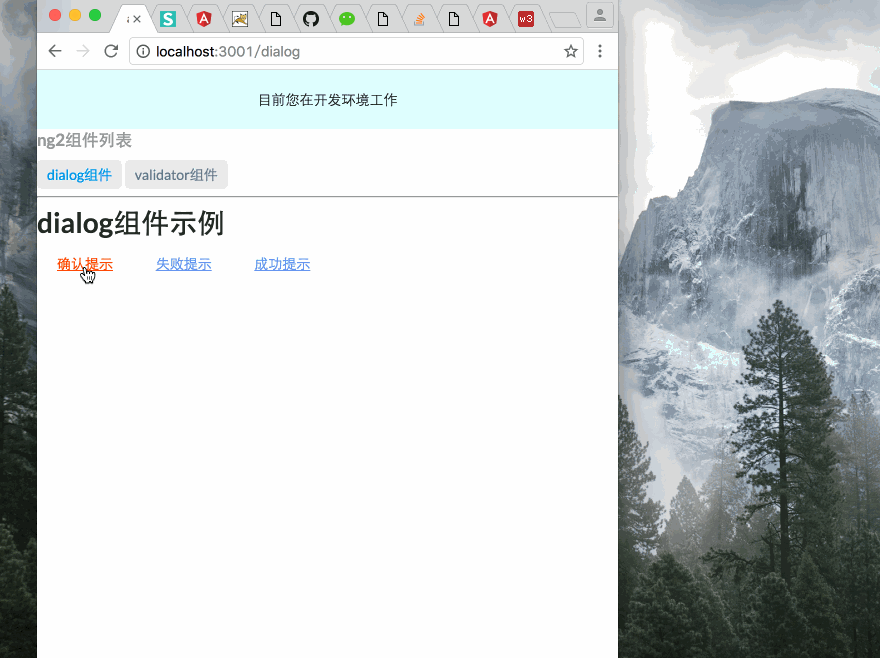 S
w3
localhost:3001/dialog
目前您在开发环境工作
ng2组件列表
dialog组件 validator组件
dialog组件示例
确认提示 失败提示 成功提示